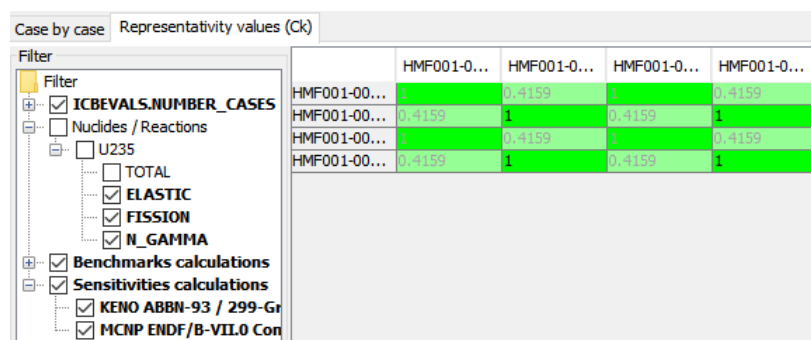 Case by case Representativity values (Ck)
Filter
Filter
ICBEVALS.NUMBER_CASES
Nuclides / Reactions
U235
TOTAL
ELASTIC
FISSION
N_GAMMA
Benchmarks calculations
Sensitivities calculations
KENO ABBN-93 / 299-Gr
MCNP ENDF/B-VII.0 Con
HMF001-0... HMF001-0... HMF001-0... HMF001-0...
HMF001-00... 1 0.4159 1 0.4159
HMF001-00... 0.4159 1 0.4159 1
HMF001-00... 1 0.4159 1 0.4159
HMF001-00... 0.4159 1 0.4159 1